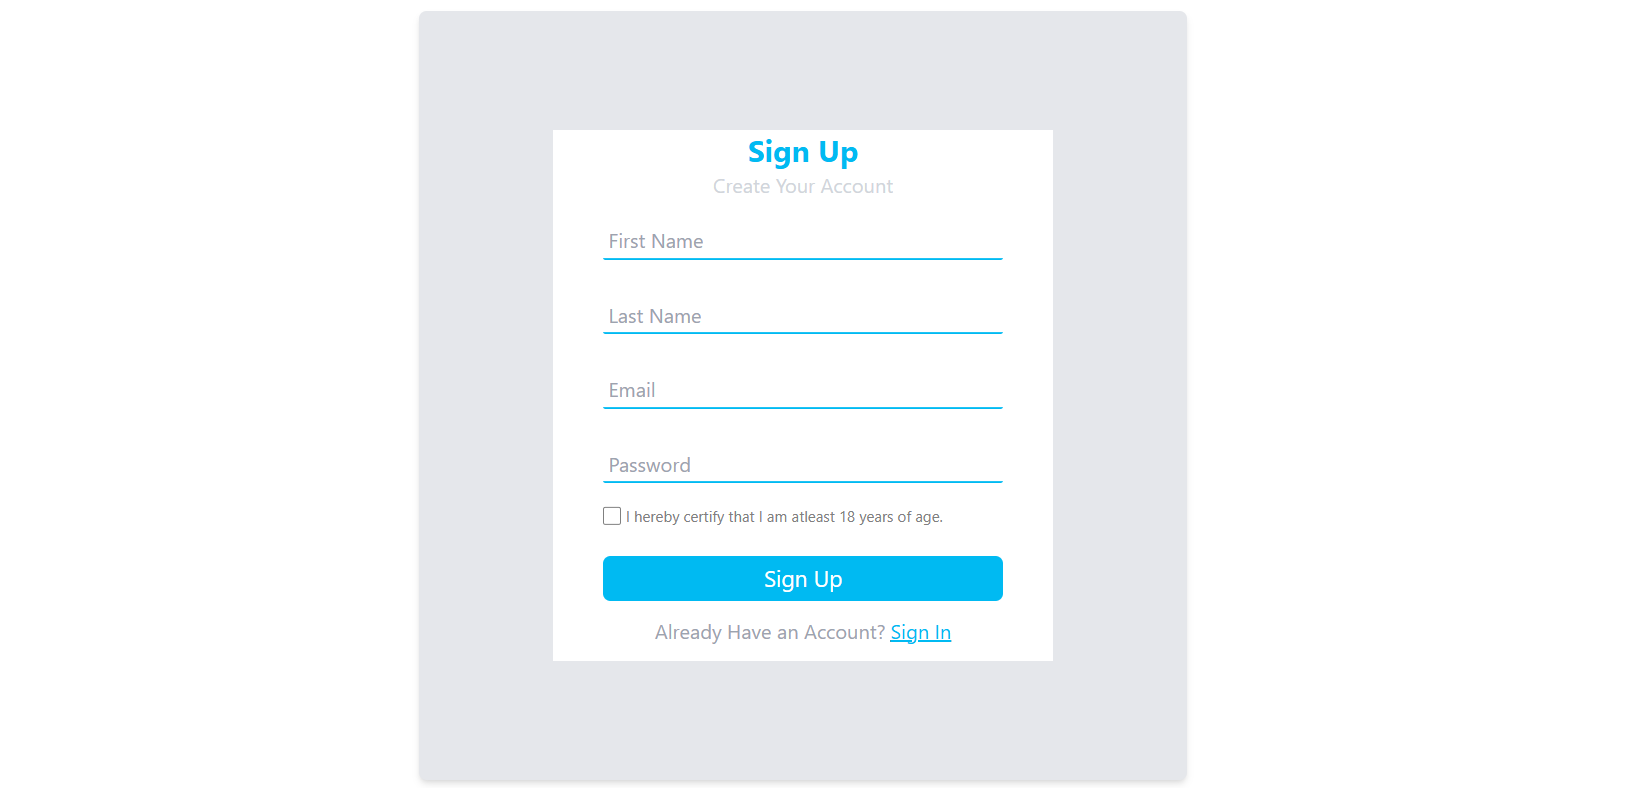 Sign Up
Create Your Account
First Name
Last Name
Email
Password
I hereby certify that I am atleast 18 years of age.
Sign Up
Already Have an Account? Sign In